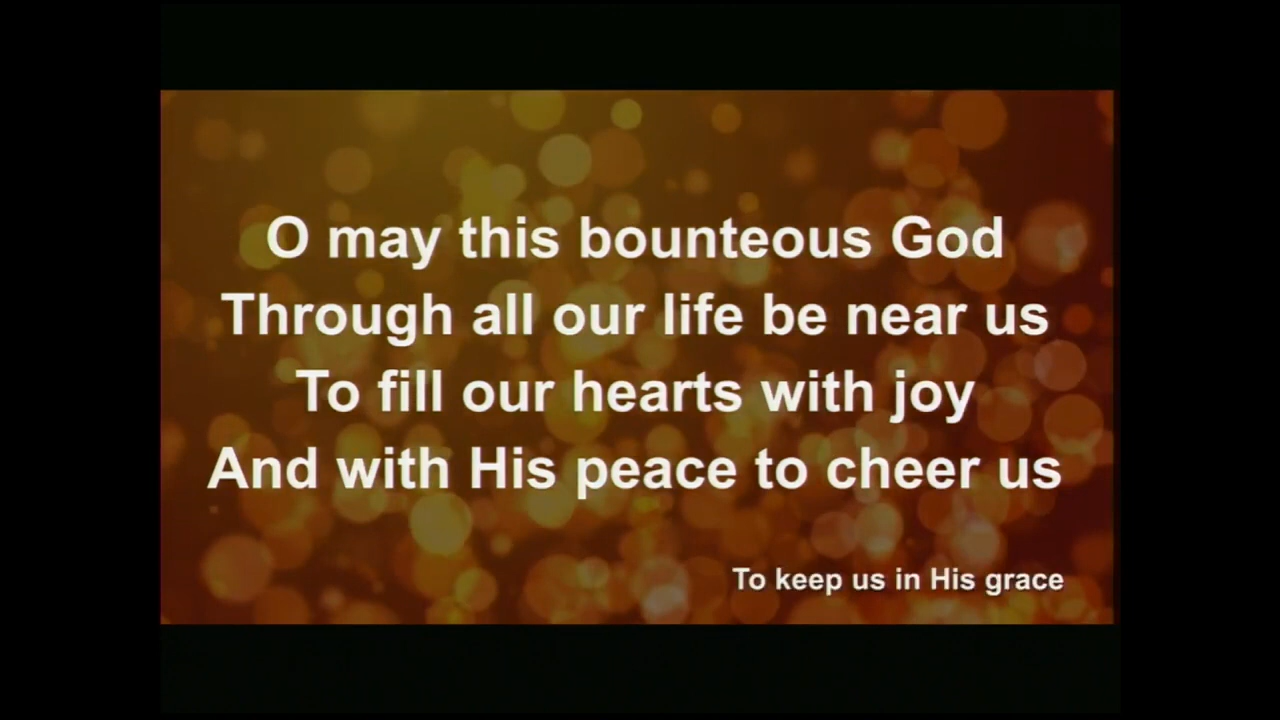 O may this bounteous God
Through all our life be near us
To fill our hearts with joy
And with His peace to cheer us
To keep us in His grace